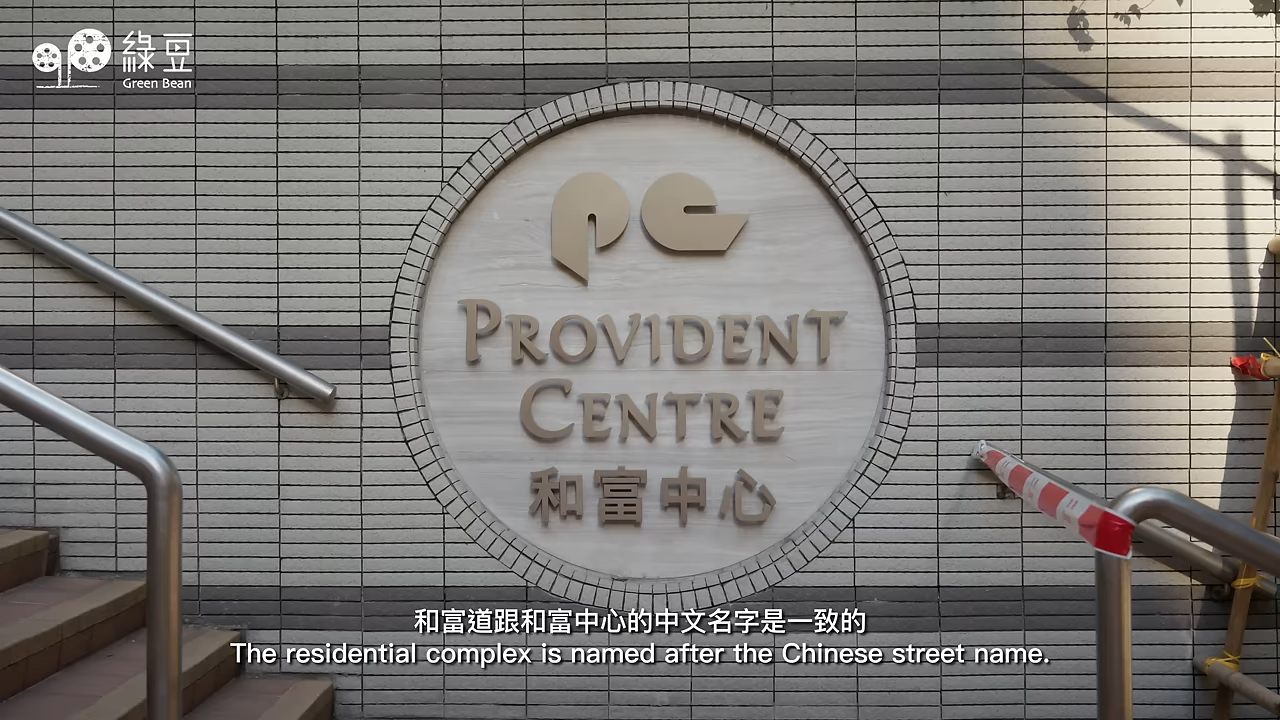 綠豆
Green Bean
PC
PROVIDENT
CENTRE
和富中心
和富道跟和富中心的中文名字是一致的
The residential complex is named after the Chinese street name.